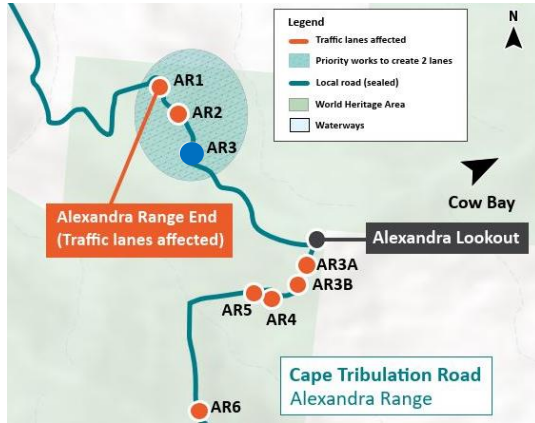 N
Legend
Traffic lanes affected
Priority works to create 2 lanes
Local road (sealed)
World Heritage Area
Waterways
AR1
AR2
AR3
Cow Bay
Alexandra Range End
(Traffic lanes affected)
Alexandra Lookout
AR3A
AR3B
AR5
AR4
Cape Tribulation Road
Alexandra Range
AR6